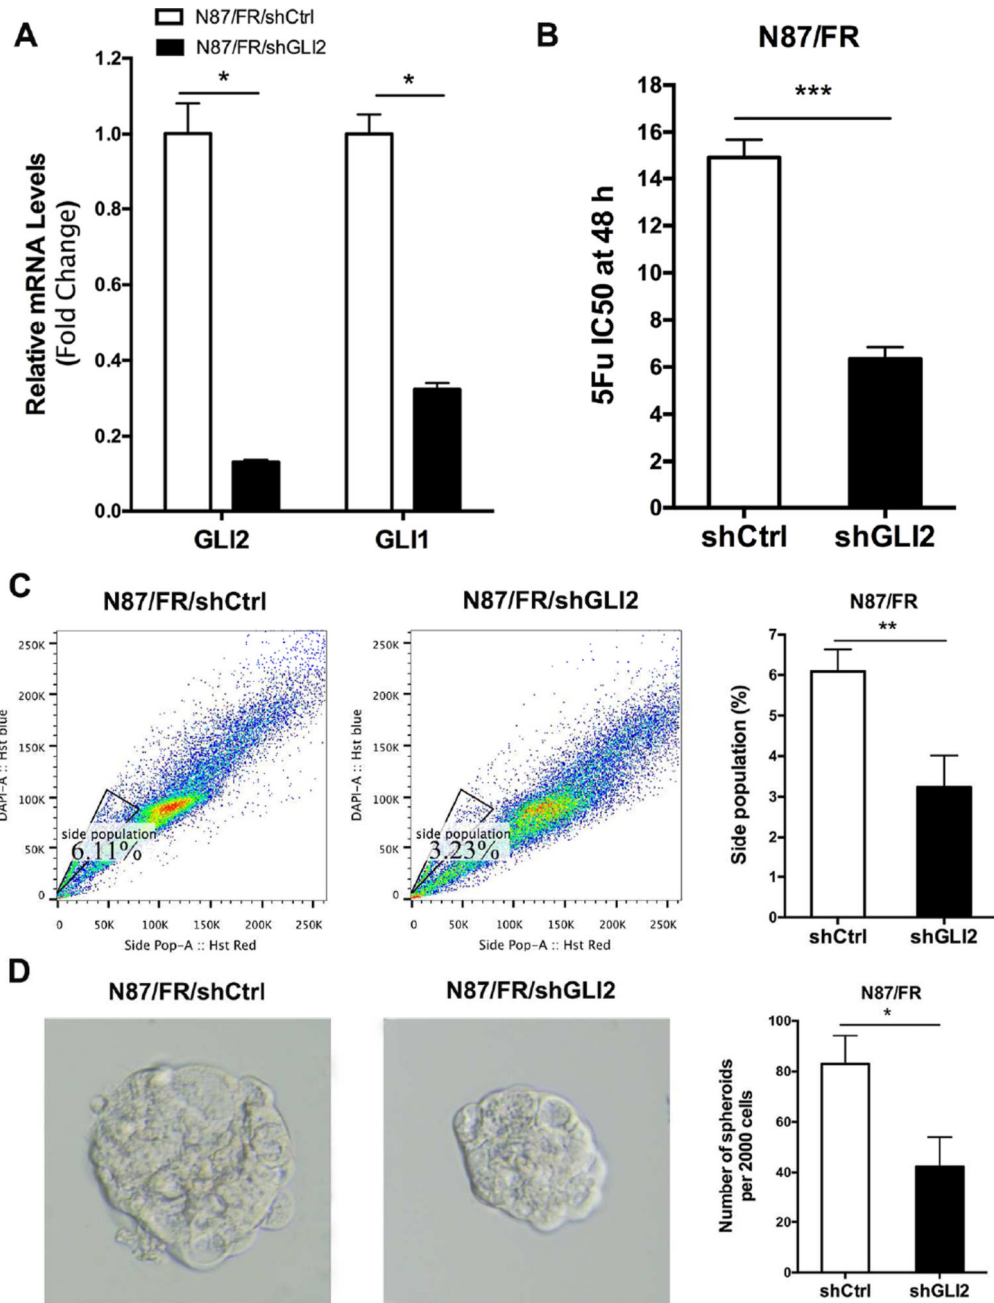 A
N87/FR/shCtrl
N87/FR/shGLI2
Relative mRNA Levels
(Fold Change)
1.2
1.0
0.8
0.6
0.4
0.2
0.0
*
*
GLI2
GLI1
B
N87/FR
5Fu IC50 at 48 h
18
16
14
12
10
8
6
4
2
0
***
shCtrl
shGLI2
C
N87/FR/shCtrl
DAPI-A :: Hst blue
250K
200K
150K
100K
50K
0
side population
6.11%
0 50K 100K 150K 200K 250K
Side Pop-A :: Hst Red
N87/FR/shGLI2
DAPI-A :: Hst blue
250K
200K
150K
100K
50K
0
side population
3.23%
0 50K 100K 150K 200K 250K
Side Pop-A :: Hst Red
N87/FR
Side population (%)
7
6
5
4
3
2
1
0
**
shCtrl
shGLI2
D
N87/FR/shCtrl
N87/FR/shGLI2
N87/FR
Number of spheroids
per 2000 cells
100
80
60
40
20
0
*
shCtrl
shGLI2